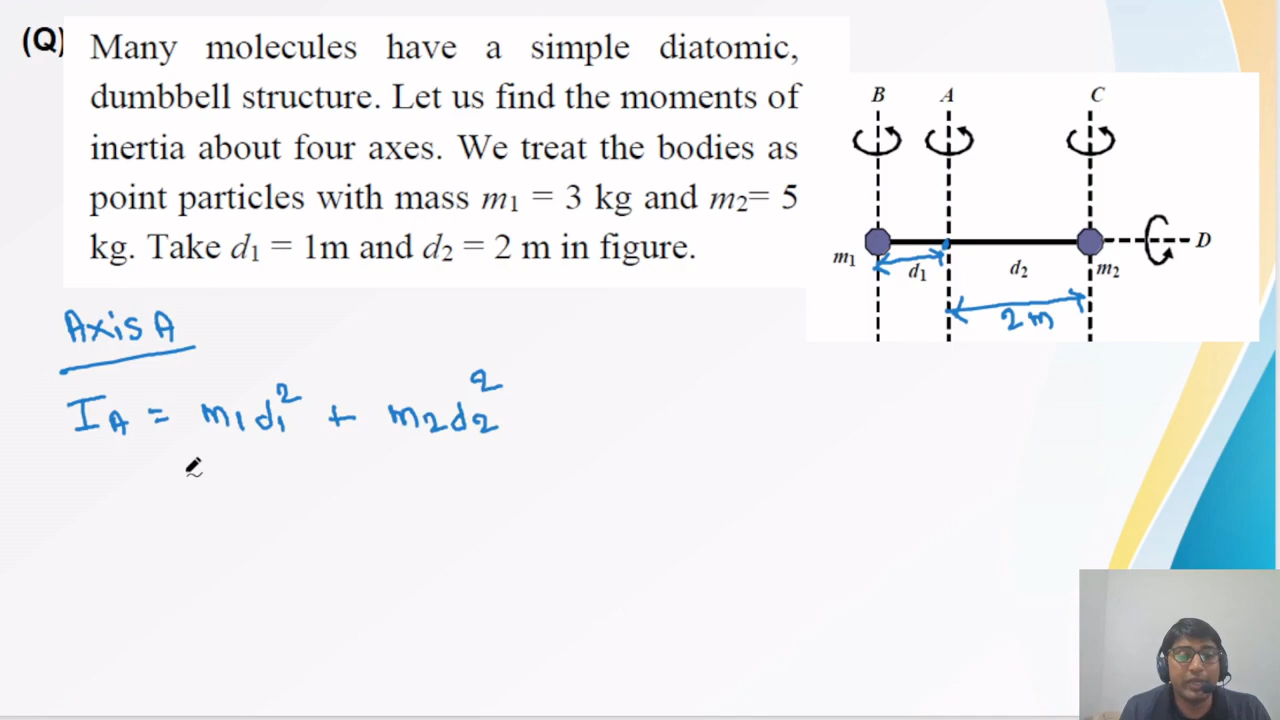 (Q) Many molecules have a simple diatomic,
dumbbell structure. Let us find the moments of
inertia about four axes. We treat the bodies as
point particles with mass m₁ = 3 kg and m₂= 5
kg. Take d₁ = 1m and d₂ = 2 m in figure.
B A C
D
m₁ d₁ d₂ m₂
2 m
Axis A
I_A = m₁d₁² + m₂d₂²